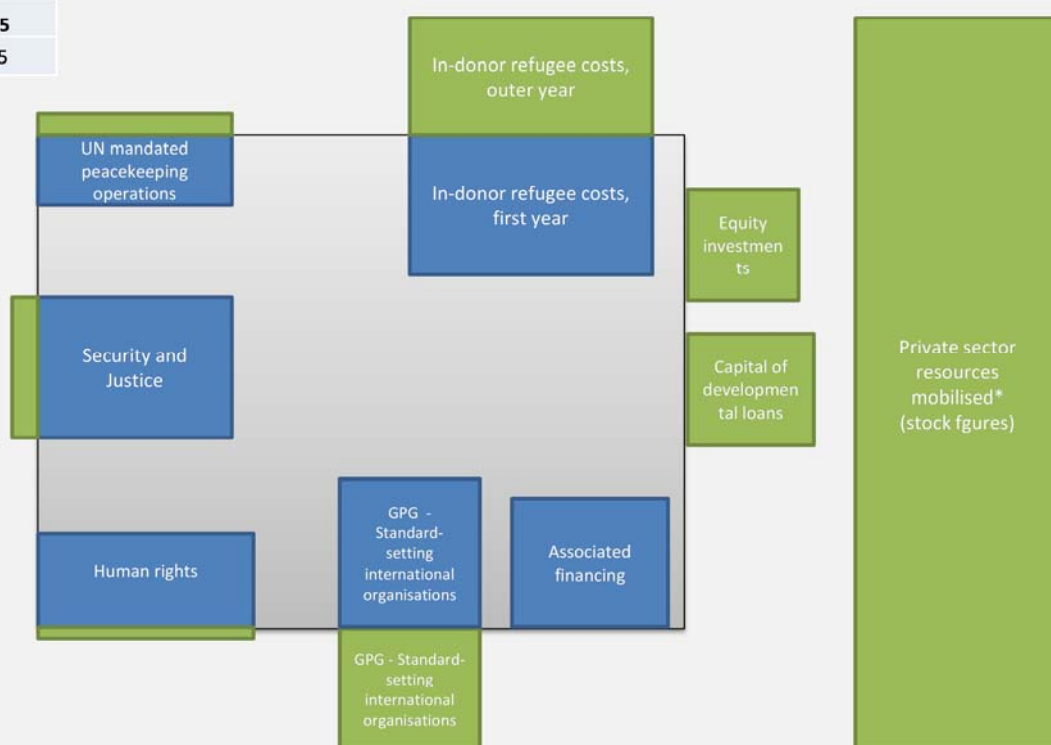 5
5
In-donor refugee costs,
outer year
UN mandated
peacekeeping
operations
In-donor refugee costs,
first year
Equity
investmen
ts
Security and
Justice
Capital of
developmen
tal loans
Private sector
resources
mobilised*
(stock fgures)
GPG -
Standard-
setting
international
organisations
Associated
financing
Human rights
GPG - Standard-
setting
international
organisations